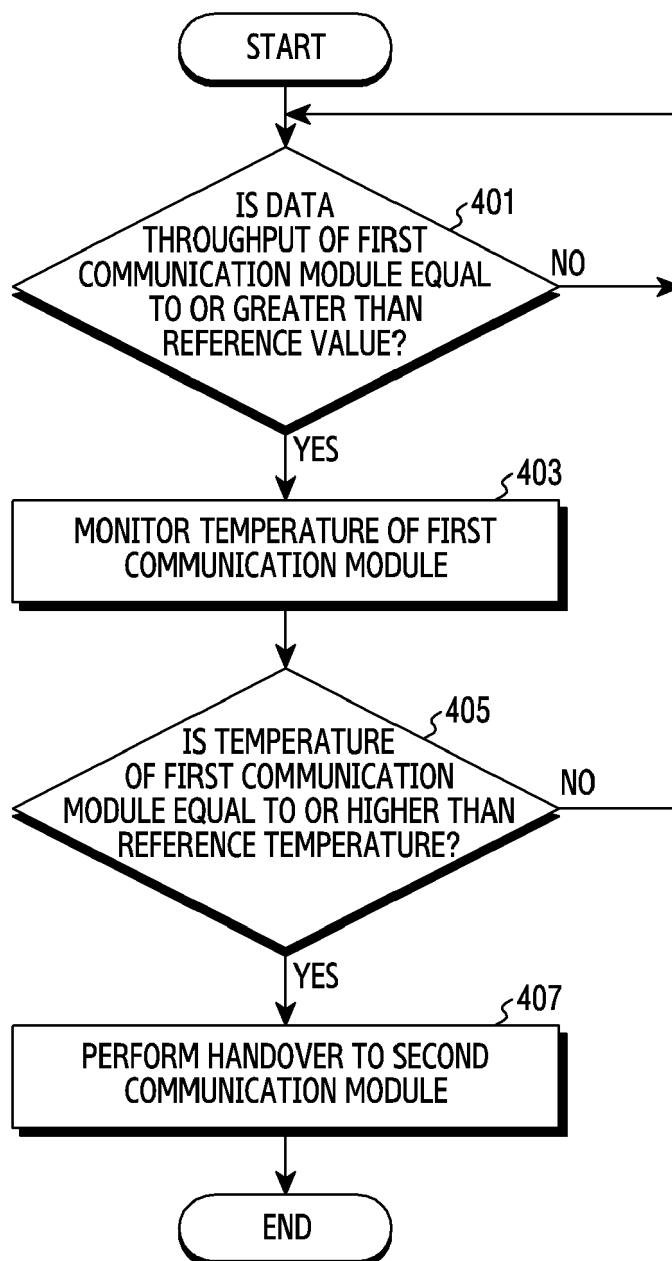 START
401
IS DATA
THROUGHPUT OF FIRST
COMMUNICATION MODULE EQUAL
TO OR GREATER THAN
REFERENCE VALUE?
NO
YES
403
MONITOR TEMPERATURE OF FIRST
COMMUNICATION MODULE
405
IS TEMPERATURE
OF FIRST COMMUNICATION
MODULE EQUAL TO OR HIGHER THAN
REFERENCE TEMPERATURE?
NO
YES
407
PERFORM HANDOVER TO SECOND
COMMUNICATION MODULE
END